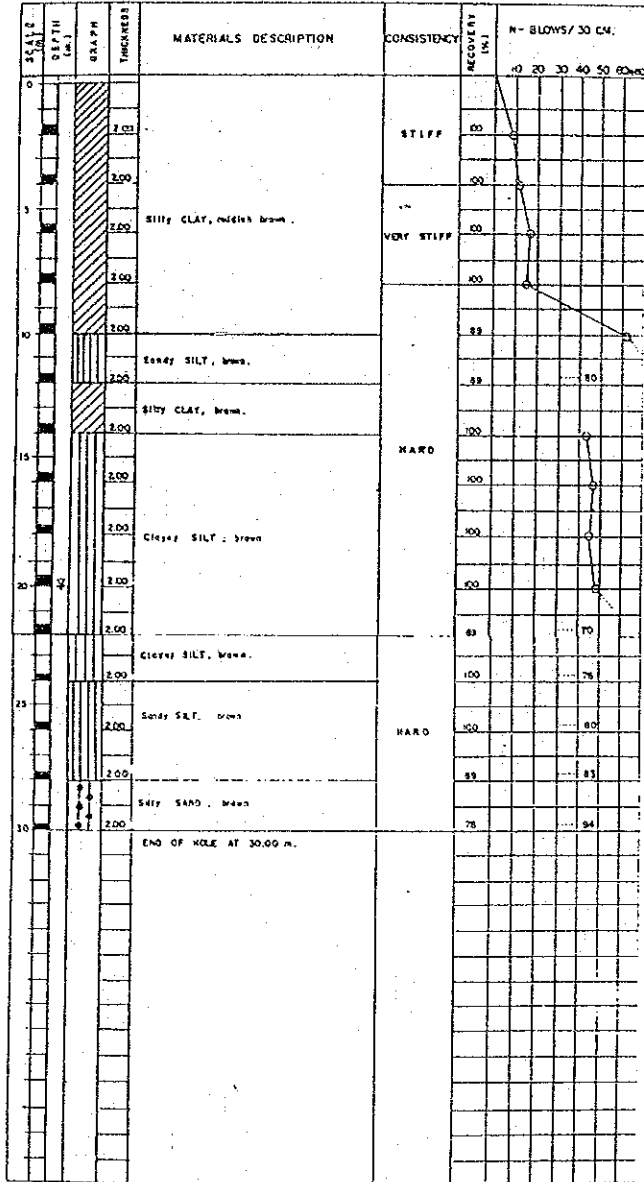 SCALE (m.) DEPTH (m.) GRAPH THICKNESS MATERIALS DESCRIPTION CONSISTENCY RECOVERY (%) N- BLOWS/ 30 CM.
10 20 30 40 50 60
0
2.00 STIFF 100
2.00 100
5
Silty CLAY, reddish brown.
2.00 VERY STIFF 100
2.00 100
10 2.00 89
Sandy SILT, brown.
2.00 89 80
Silty CLAY, brown.
2.00 HARD 100
15
2.00 100
Clayey SILT, brown
2.00 100
20 2.00 100
2.00 83 70
Clayey SILT, brown.
2.00 100 76
25
Sandy SILT, brown
2.00 HARD 100 80
2.00 89 83
Silty SAND, brown
30 2.00 78 94
END OF HOLE AT 30.00 m.